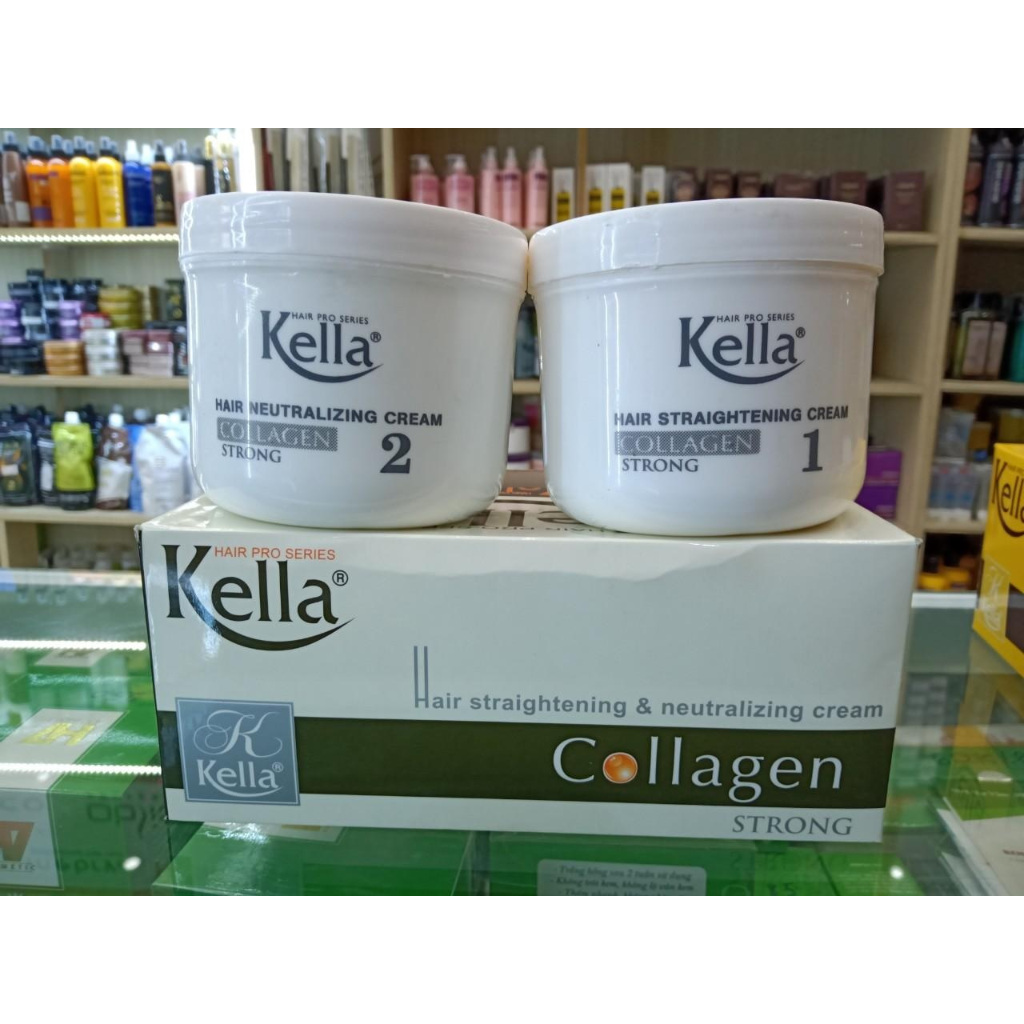 HAIR PRO SERIES
Kella®
HAIR NEUTRALIZING CREAM
COLLAGEN
STRONG
2
HAIR PRO SERIES
Kella®
HAIR STRAIGHTENING CREAM
COLLAGEN
STRONG
1
HAIR PRO SERIES
Kella®
Hair straightening & neutralizing cream
K
Kella®
Collagen
STRONG
Kella